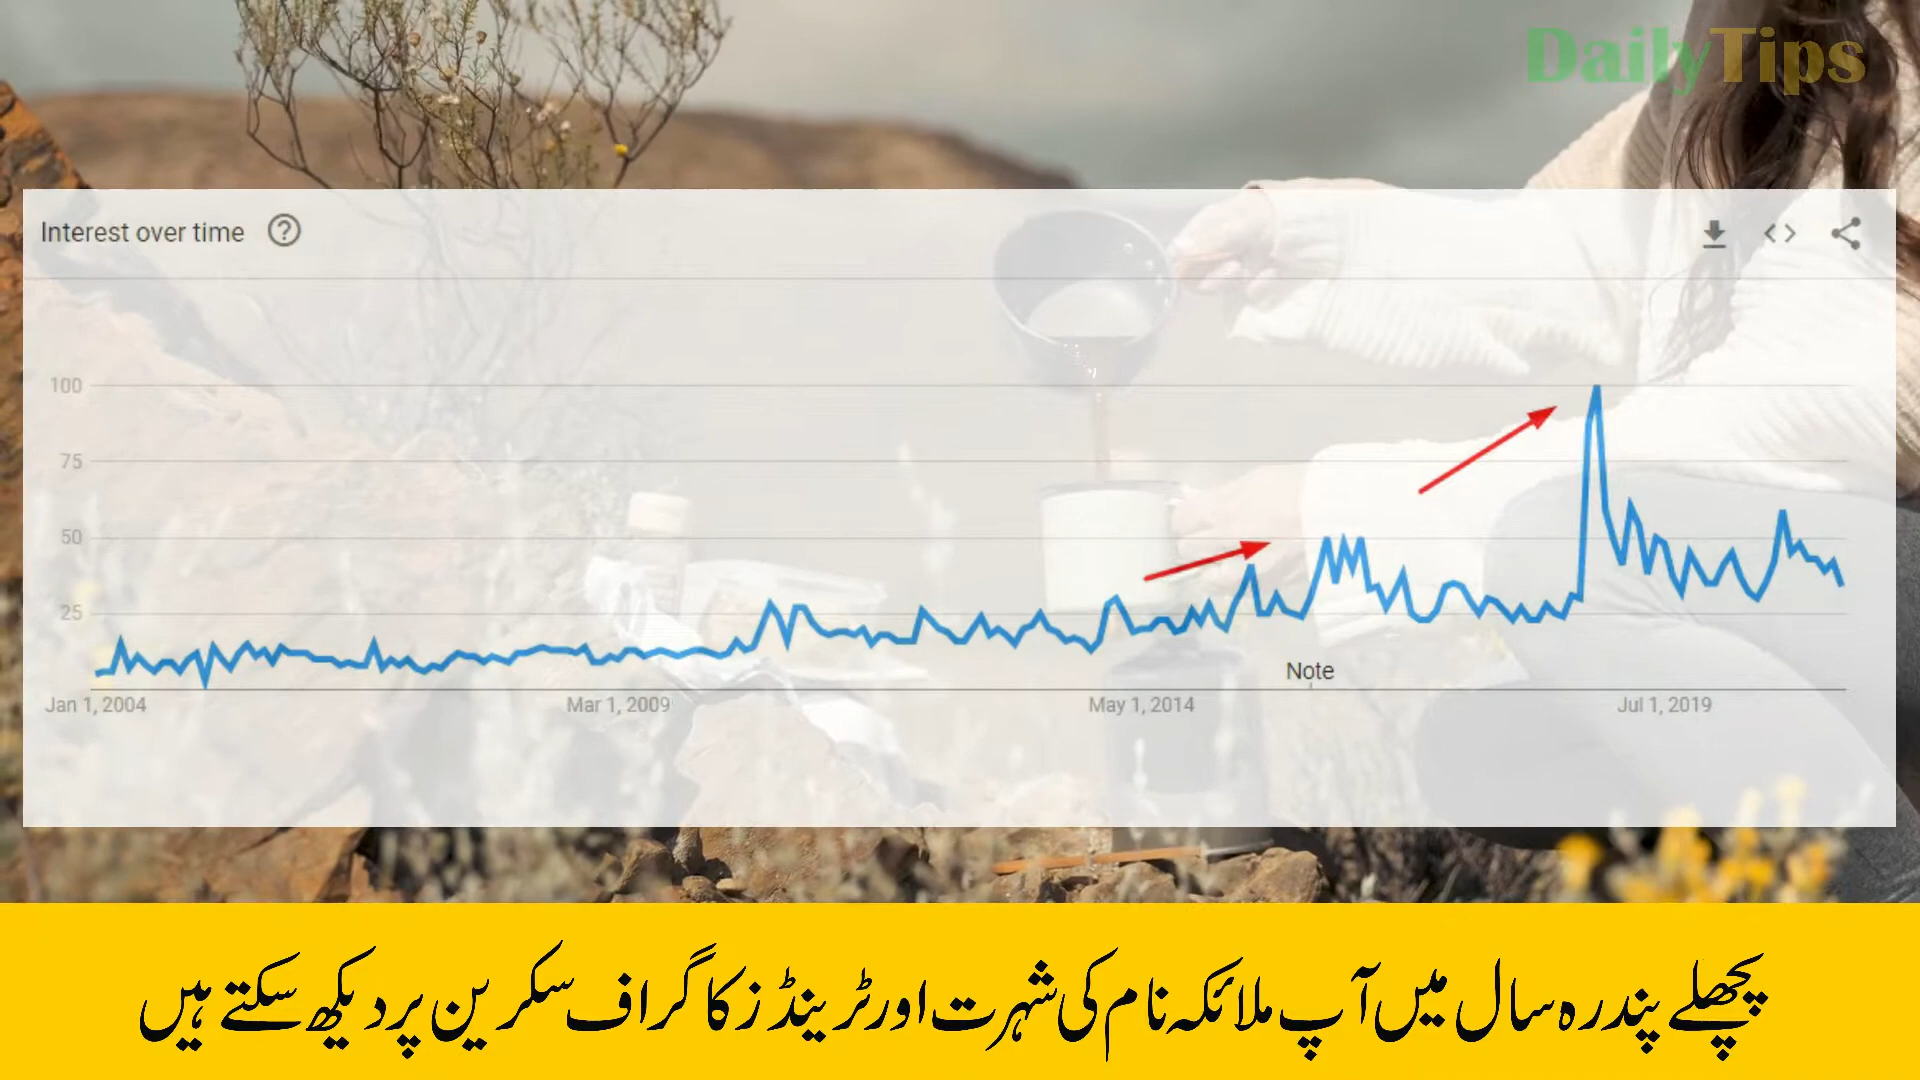 DailyTips
Interest over time
100
75
50
25
Note
Jan 1, 2004 Mar 1, 2009 May 1, 2014 Jul 1, 2019
پچھلے پندرہ سال میں آپ ملائکہ نام کی شہرت اور ٹرینڈز کا گراف سکرین پر دیکھ سکتے ہیں